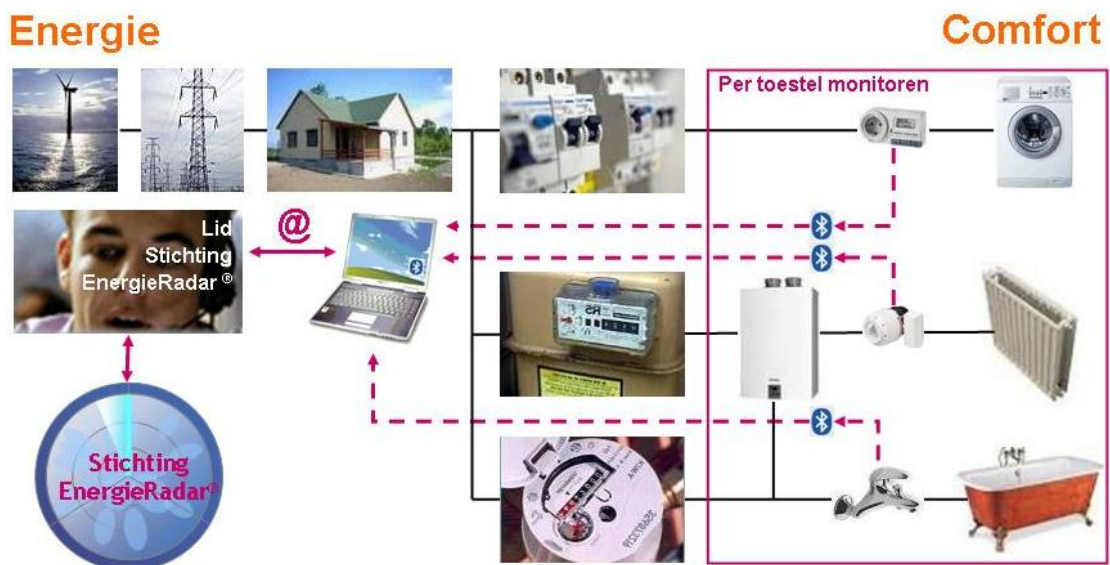 Energie
Comfort
Per toestel monitoren
Lid
Stichting
EnergieRadar ®
@
Stichting
EnergieRadar®